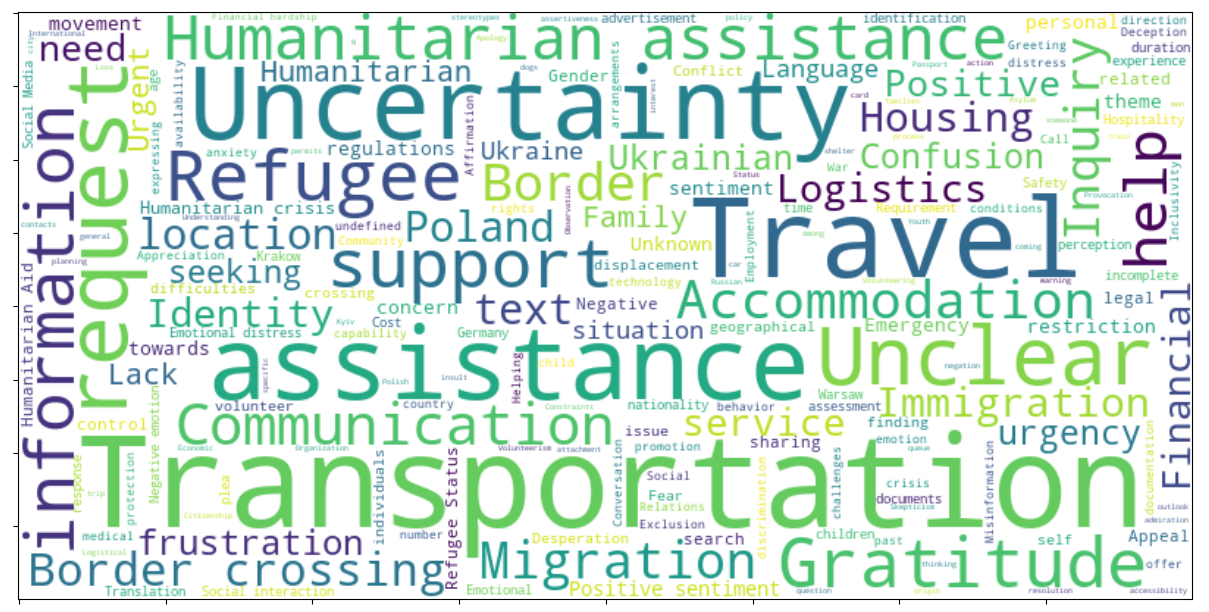 movement
Financial hardship
stereotypes
assertiveness
advertisement
policy
identification
personal
direction
International
need
Humanitarian assistance
Apology
Greeting
Deception
duration
city
Social Media
Loss
Urgent
age
availability
Humanitarian
dogs
Gender
arrangements
interest
Conflict
Language
Passport
action
distress
experience
Positive
related
request
Uncertainty
card
families
Asylum
theme
men
Housing
Inquiry
Hospitality
someone
information
expressing
anxiety
permits
regulations
Affirmation
Ukraine
Ukrainian
process
shelter
War
Confusion
Call
train
help
Refugee
Border
sentiment
Status
Logistics
Safety
Provocation
Inclusivity
Humanitarian crisis
Understanding
undefined
rights
Observation
Family
Travel
time
Requirement
conditions
Youth
contacts
general
location
Poland
Community
Unknown
Employment
among
coming
perception
planning
Appreciation
Krakow
support
displacement
car
Russian
Volunteering
warning
incomplete
Humanitarian Aid
seeking
difficulties
crossing
technology
Accommodation
legal
Identity
concern
text
Negative
Kyiv
Cost
situation
geographical
Emergency
restriction
Emotional distress
capability
Germany
Financial
towards
Lack
specific
assistance
Polish
insult
Helping
child
Unclear
negation
Warsaw
volunteer
country
Constraints
nationality
behavior
assessment
Immigration
control
Negative emotion
Communication
issue
service
finding
urgency
Economic
Organization
Volunteerism
attachment
promotion
sharing
emotion
queue
response
trip
protection
Transportation
plea
Citizenship
individuals
Refugee Status
Conversation
Social
Fear
Relations
Exclusion
discrimination
challenges
crisis
documents
Skepticism
Misinformation
documentation
outlook
admiration
medical
Logistical
frustration
number
Desperation
search
children
past
self
Appeal
Border crossing
Migration
Gratitude
thinking
offer
Translation
Social interaction
Emotional
Positive sentiment
question
origin
resolution
accessibility